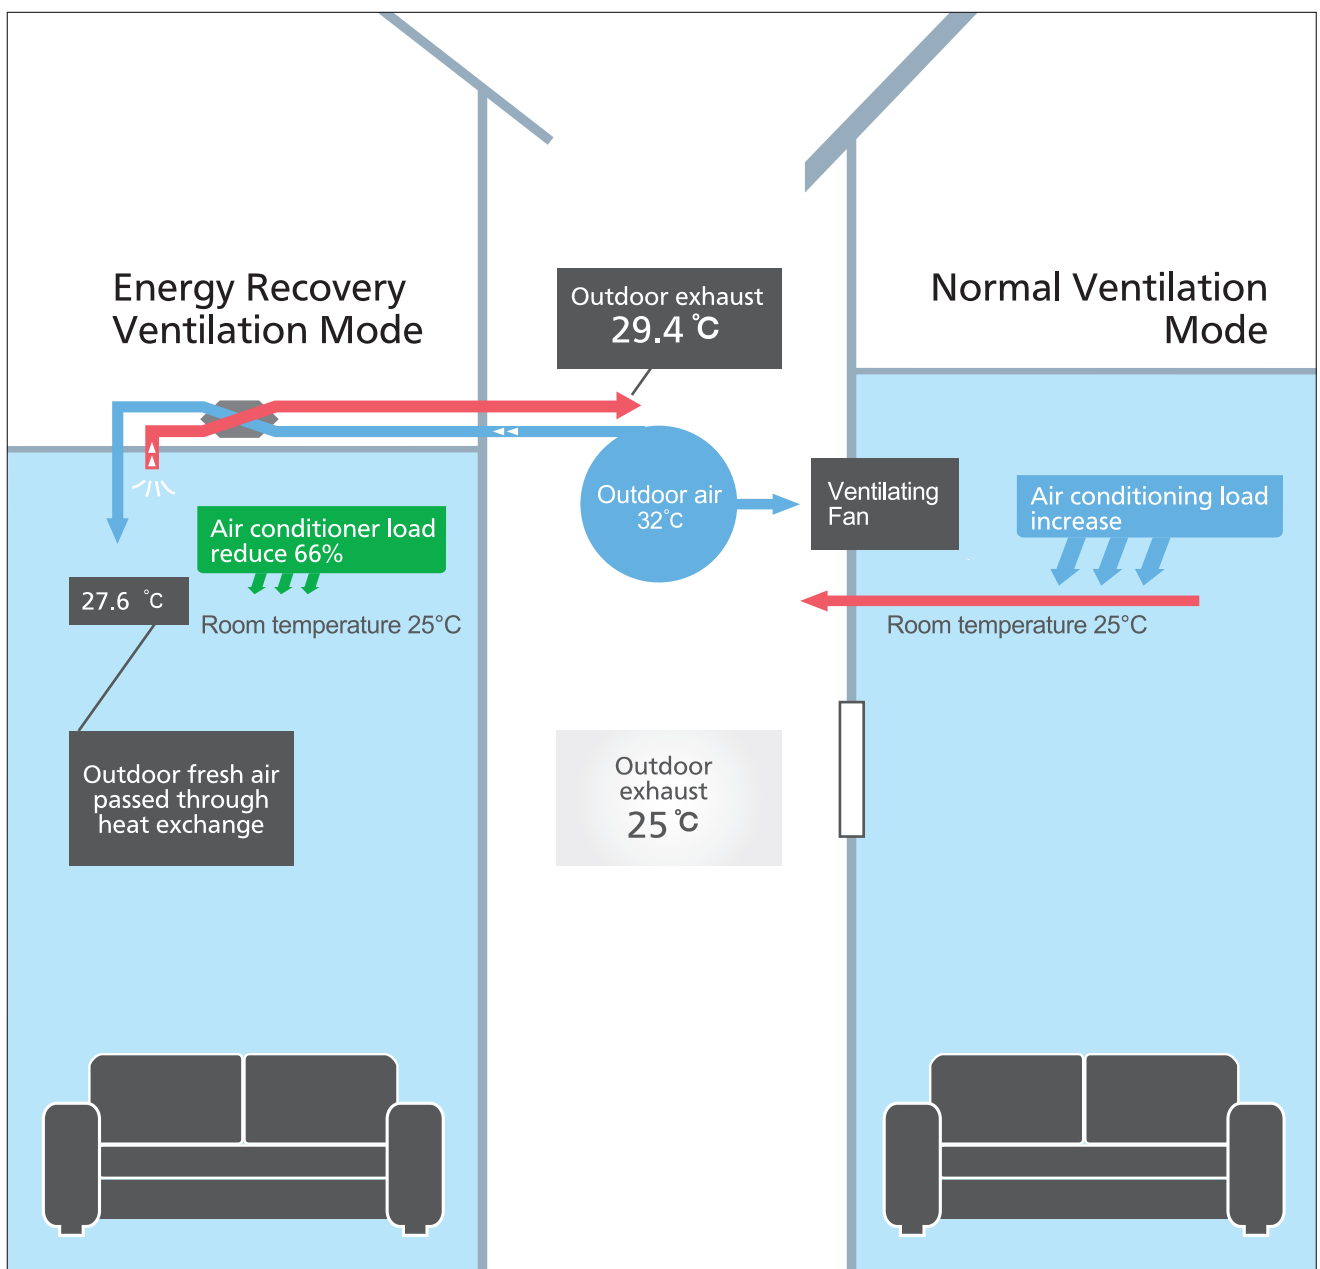 Energy Recovery
Ventilation Mode
Outdoor exhaust
29.4 ℃
Normal Ventilation
Mode
Outdoor air
32℃
Ventilating
Fan
Air conditioning load
increase
Air conditioner load
reduce 66%
27.6 ℃
Room temperature 25°C
Room temperature 25°C
Outdoor fresh air
passed through
heat exchange
Outdoor
exhaust
25 ℃